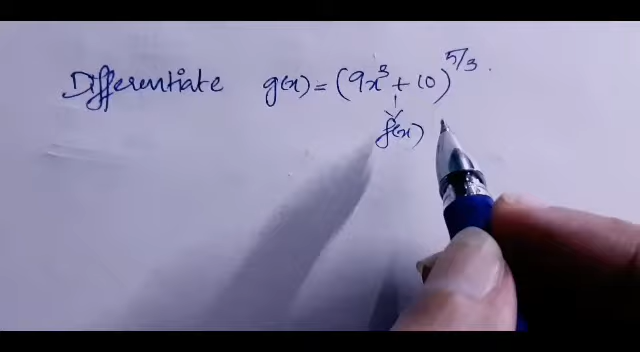 Differentiate g(x) = (9x³ + 10)^5/3.
f(x)